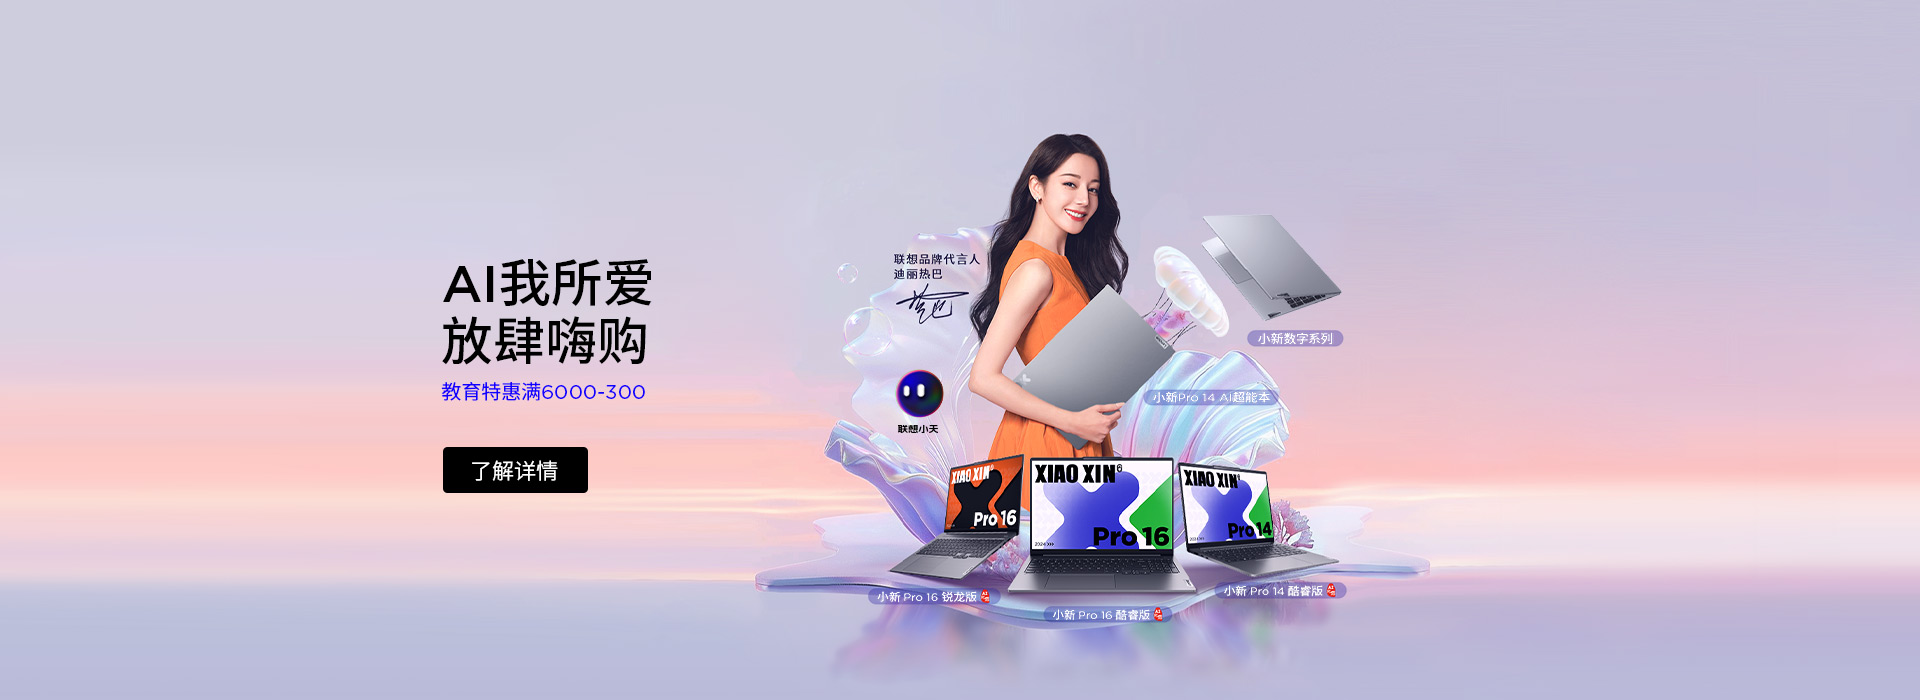 AI我所爱
放肆嗨购
教育特惠满6000-300
了解详情
联想品牌代言人
迪丽热巴
联想小天
小新数字系列
小新Pro 14 AI超能本
XIAO XIN
Pro 16
XIAO XIN
Pro 16
2024
XIAO XIN
Pro 14
小新 Pro 16 锐龙版
小新 Pro 16 酷睿版
小新 Pro 14 酷睿版